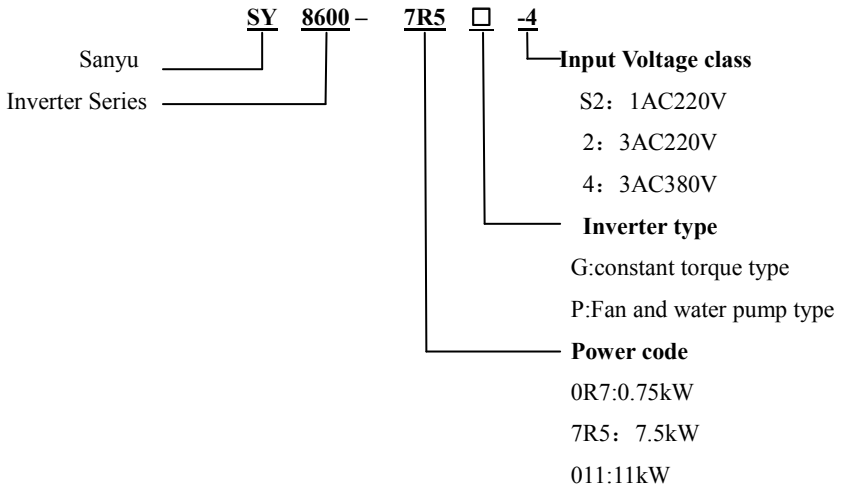 SY 8600 – 7R5 □ -4
Sanyu
Input Voltage class
Inverter Series
S2：1AC220V
2：3AC220V
4：3AC380V
Inverter type
G:constant torque type
P:Fan and water pump type
Power code
0R7:0.75kW
7R5：7.5kW
011:11kW